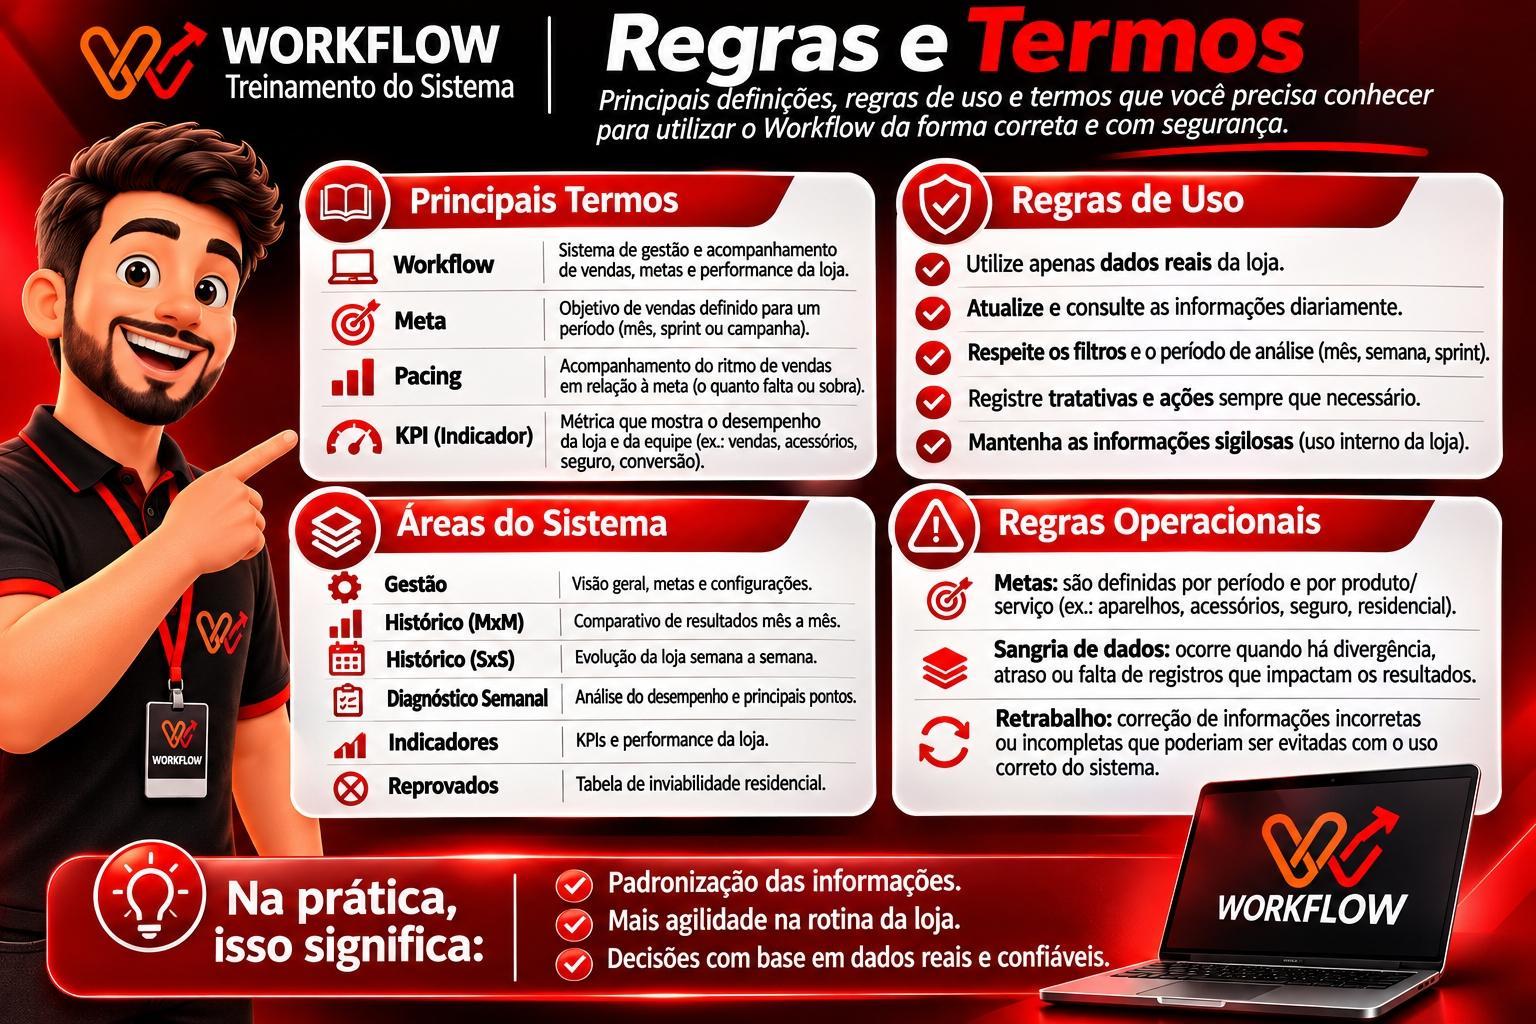 WORKFLOW
Treinamento do Sistema
Regras e Termos
Principais definições, regras de uso e termos que você precisa conhecer
para utilizar o Workflow da forma correta e com segurança.
Principais Termos
Workflow
Sistema de gestão e acompanhamento
de vendas, metas e performance da loja.
Meta
Objetivo de vendas definido para um
período (mês, sprint ou campanha).
Pacing
Acompanhamento do ritmo de vendas
em relação à meta (o quanto falta ou sobra).
KPI (Indicador)
Métrica que mostra o desempenho
da loja e da equipe (ex.: vendas, acessórios,
seguro, conversão).
Regras de Uso
Utilize apenas dados reais da loja.
Atualize e consulte as informações diariamente.
Respeite os filtros e o período de análise (mês, semana, sprint).
Registre tratativas e ações sempre que necessário.
Mantenha as informações sigilosas (uso interno da loja).
Áreas do Sistema
Gestão
Visão geral, metas e configurações.
Histórico (MxM)
Comparativo de resultados mês a mês.
Histórico (SxS)
Evolução da loja semana a semana.
Diagnóstico Semanal
Análise do desempenho e principais pontos.
Indicadores
KPIs e performance da loja.
Reprovados
Tabela de inviabilidade residencial.
Regras Operacionais
Metas: são definidas por período e por produto/
serviço (ex.: aparelhos, acessórios, seguro, residencial).
Sangria de dados: ocorre quando há divergência,
atraso ou falta de registros que impactam os resultados.
Retrabalho: correção de informações incorretas
ou incompletas que poderiam ser evitadas com o uso
correto do sistema.
WORKFLOW
Na prática,
isso significa:
Padronização das informações.
Mais agilidade na rotina da loja.
Decisões com base em dados reais e confiáveis.
WORKFLOW